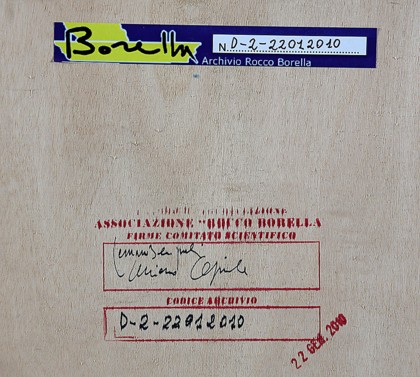 Borella
N. D-2-22012010
Archivio Rocco Borella
ASSOCIAZIONE "ROCCO BORELLA
FIRME COMITATO SCIENTIFICO
CODICE ARCHIVIO
D-2-22012010
22 GEN. 2010